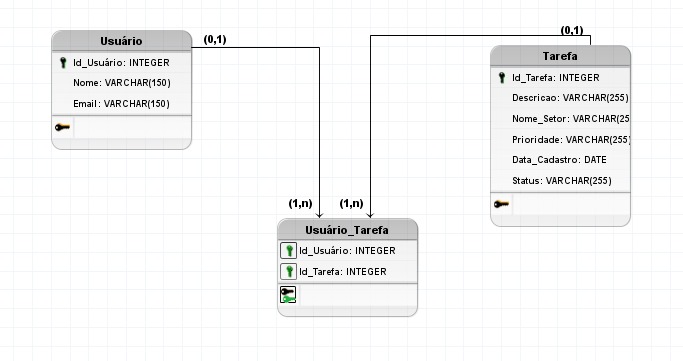 Usuário
Id_Usuário: INTEGER
Nome: VARCHAR(150)
Email: VARCHAR(150)
(0,1)
(0,1)
Tarefa
Id_Tarefa: INTEGER
Descricao: VARCHAR(255)
Nome_Setor: VARCHAR(25
Prioridade: VARCHAR(255)
Data_Cadastro: DATE
Status: VARCHAR(255)
(1,n)
(1,n)
Usuário_Tarefa
Id_Usuário: INTEGER
Id_Tarefa: INTEGER